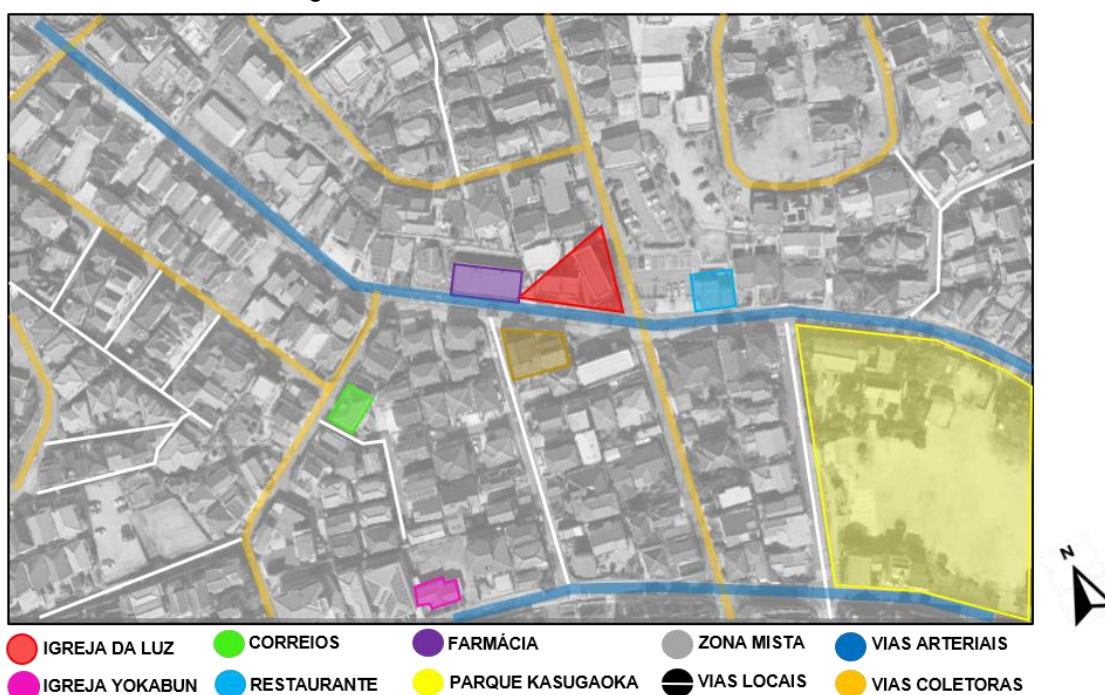 N
IGREJA DA LUZ CORREIOS FARMÁCIA ZONA MISTA VIAS ARTERIAIS
IGREJA YOKABUN RESTAURANTE PARQUE KASUGAOKA VIAS LOCAIS VIAS COLETORAS